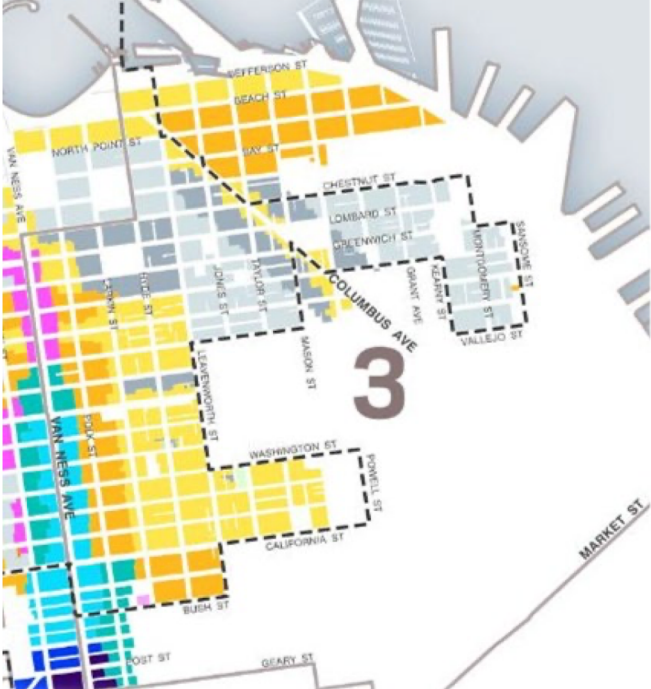 JEFFERSON ST
BEACH ST
NORTH POINT ST
BAY ST
VAN NESS AVE
CHESTNUT ST
LOMBARD ST
GREENWICH ST
SANSOME ST
MONTGOMERY ST
LARKIN ST
HYDE ST
JONES ST
TAYLOR ST
GRANT AVE
KEARNY ST
COLUMBUS AVE
VALLEJO ST
MASON ST
LEAVENWORTH ST
3
POLK ST
VAN NESS AVE
WASHINGTON ST
POWELL ST
CALIFORNIA ST
MARKET ST
BUSH ST
POST ST
GEARY ST